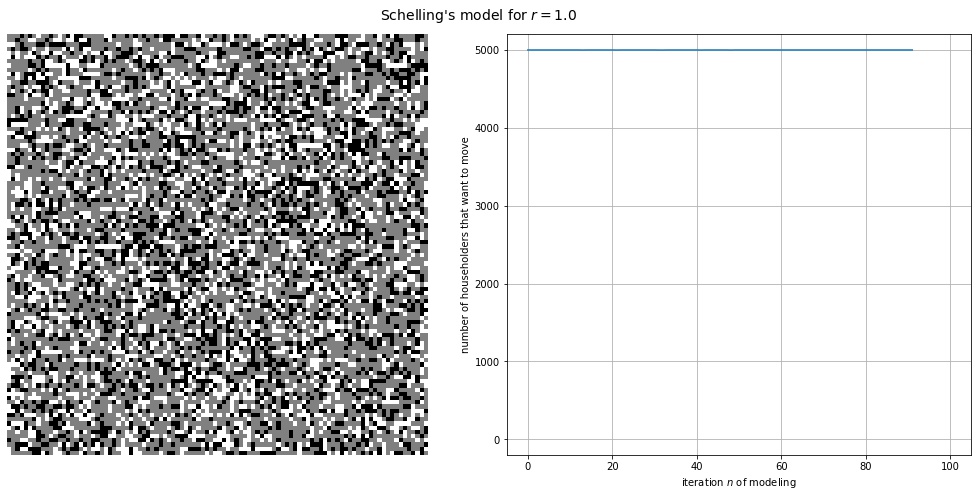 Schelling's model for r = 1.0
number of householders that want to move
5000
4000
3000
2000
1000
0
0 20 40 60 80 100
iteration n of modeling